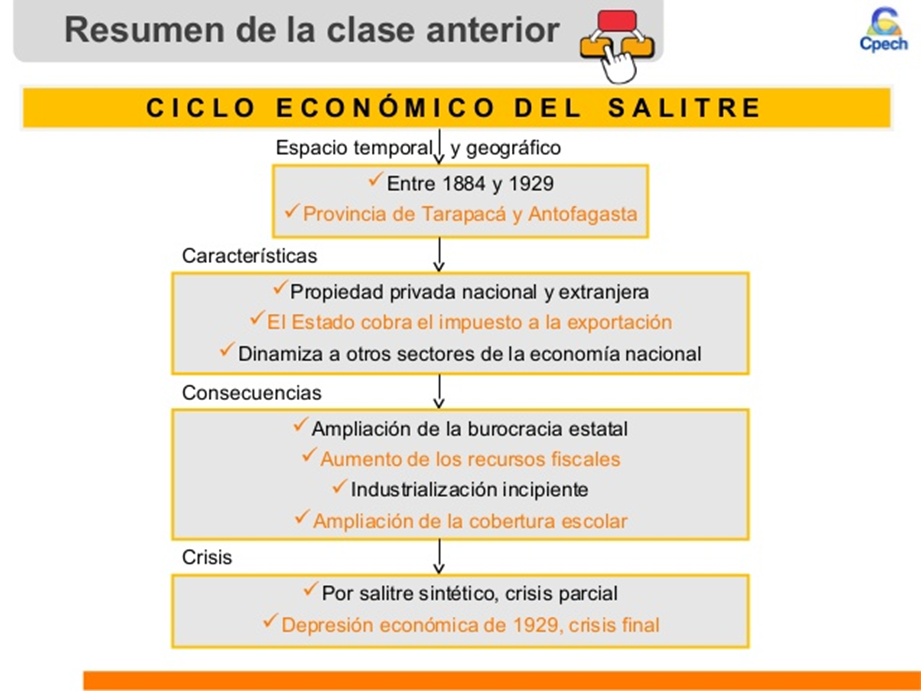 Resumen de la clase anterior
Cpech
CICLO ECONÓMICO DEL SALITRE
Espacio temporal y geográfico
Entre 1884 y 1929
Provincia de Tarapacá y Antofagasta
Características
Propiedad privada nacional y extranjera
El Estado cobra el impuesto a la exportación
Dinamiza a otros sectores de la economía nacional
Consecuencias
Ampliación de la burocracia estatal
Aumento de los recursos fiscales
Industrialización incipiente
Ampliación de la cobertura escolar
Crisis
Por salitre sintético, crisis parcial
Depresión económica de 1929, crisis final